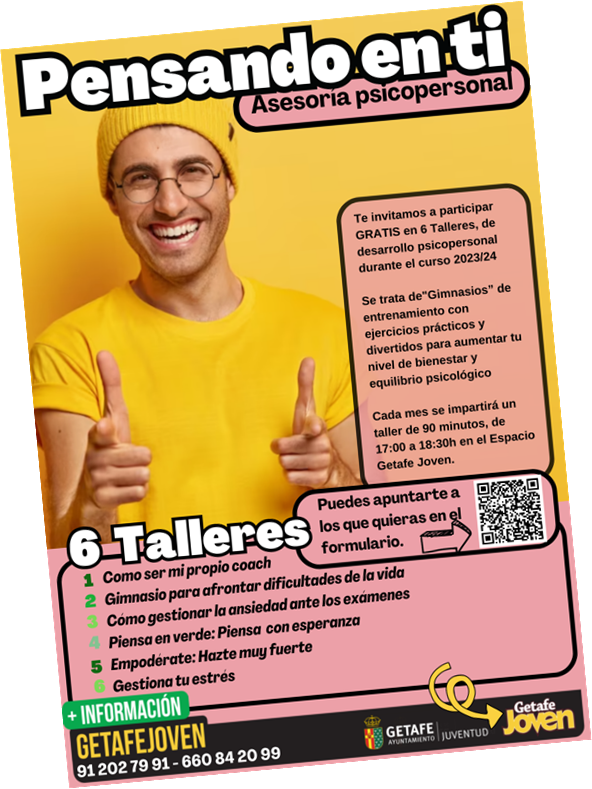 Pensando en ti
Asesoría psicopersonal
Te invitamos a participar
GRATIS en 6 Talleres, de
desarrollo psicopersonal
durante el curso 2023/24
Se trata de"Gimnasios” de
entrenamiento con
ejercicios prácticos y
divertidos para aumentar tu
nivel de bienestar y
equilibrio psicológico
Cada mes se impartirá un
taller de 90 minutos, de
17:00 a 18:30h en el Espacio
Getafe Joven.
Puedes apuntarte a
los que quieras en el
formulario.
6 Talleres
1 Como ser mi propio coach
2 Gimnasio para afrontar dificultades de la vida
3 Cómo gestionar la ansiedad ante los exámenes
4 Piensa en verde: Piensa con esperanza
5 Empodérate: Hazte muy fuerte
6 Gestiona tu estrés
+ INFORMACIÓN
GETAFEJOVEN
91 202 79 91 - 660 84 20 99
GETAFE
AYUNTAMIENTO
JUVENTUD
Getafe
Joven